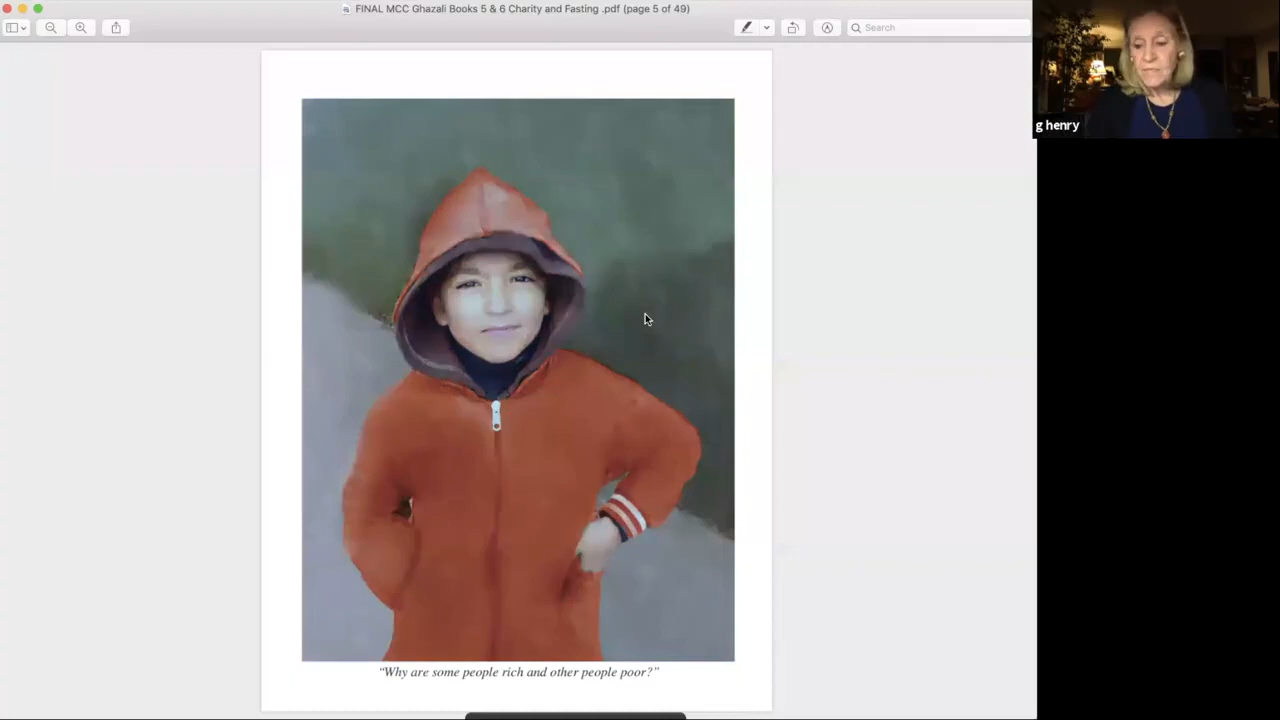 FINAL MCC Ghazali Books 5 & 6 Charity and Fasting .pdf (page 5 of 49)
Search
g henry
“Why are some people rich and other people poor?”